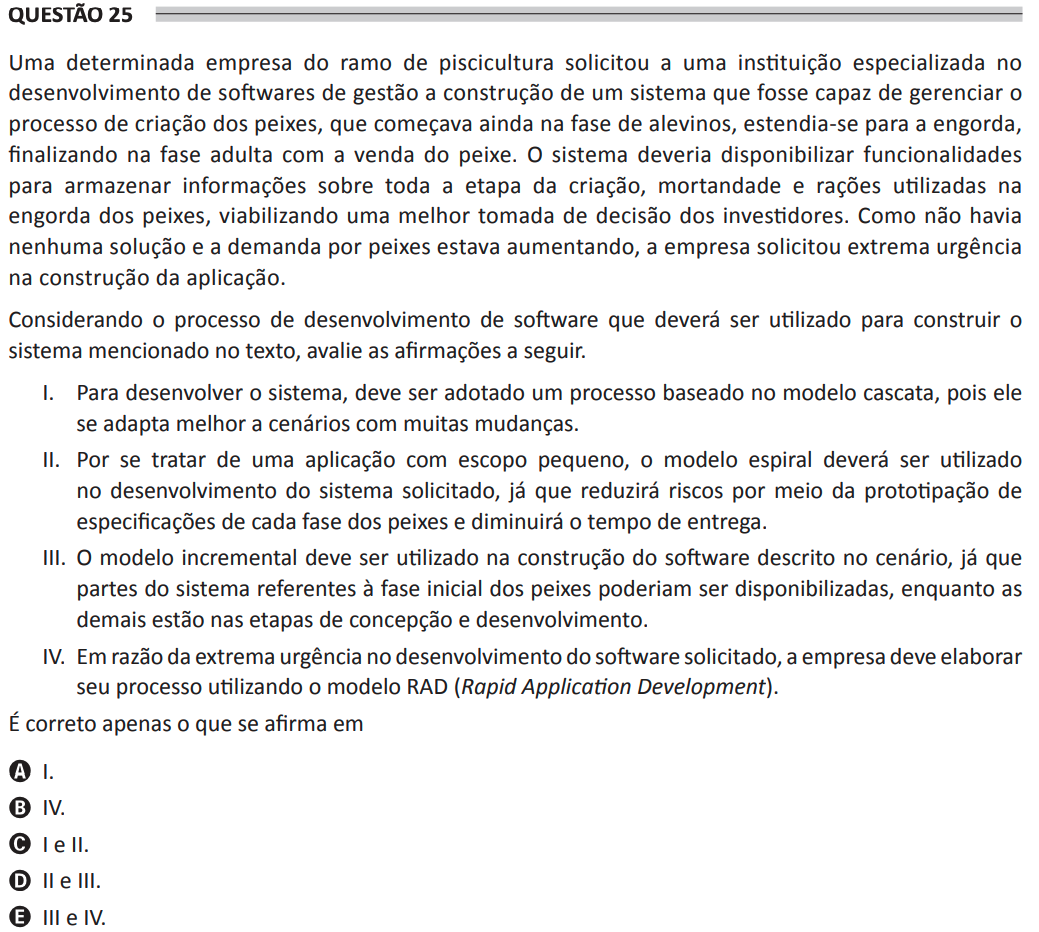 QUESTÃO 25
Uma determinada empresa do ramo de piscicultura solicitou a uma instituição especializada no
desenvolvimento de softwares de gestão a construção de um sistema que fosse capaz de gerenciar o
processo de criação dos peixes, que começava ainda na fase de alevinos, estendia-se para a engorda,
finalizando na fase adulta com a venda do peixe. O sistema deveria disponibilizar funcionalidades
para armazenar informações sobre toda a etapa da criação, mortandade e rações utilizadas na
engorda dos peixes, viabilizando uma melhor tomada de decisão dos investidores. Como não havia
nenhuma solução e a demanda por peixes estava aumentando, a empresa solicitou extrema urgência
na construção da aplicação.
Considerando o processo de desenvolvimento de software que deverá ser utilizado para construir o
sistema mencionado no texto, avalie as afirmações a seguir.
I. Para desenvolver o sistema, deve ser adotado um processo baseado no modelo cascata, pois ele
se adapta melhor a cenários com muitas mudanças.
II. Por se tratar de uma aplicação com escopo pequeno, o modelo espiral deverá ser utilizado
no desenvolvimento do sistema solicitado, já que reduzirá riscos por meio da prototipação de
especificações de cada fase dos peixes e diminuirá o tempo de entrega.
III. O modelo incremental deve ser utilizado na construção do software descrito no cenário, já que
partes do sistema referentes à fase inicial dos peixes poderiam ser disponibilizadas, enquanto as
demais estão nas etapas de concepção e desenvolvimento.
IV. Em razão da extrema urgência no desenvolvimento do software solicitado, a empresa deve elaborar
seu processo utilizando o modelo RAD (Rapid Application Development).
É correto apenas o que se afirma em
A I.
B IV.
C I e II.
D II e III.
E III e IV.